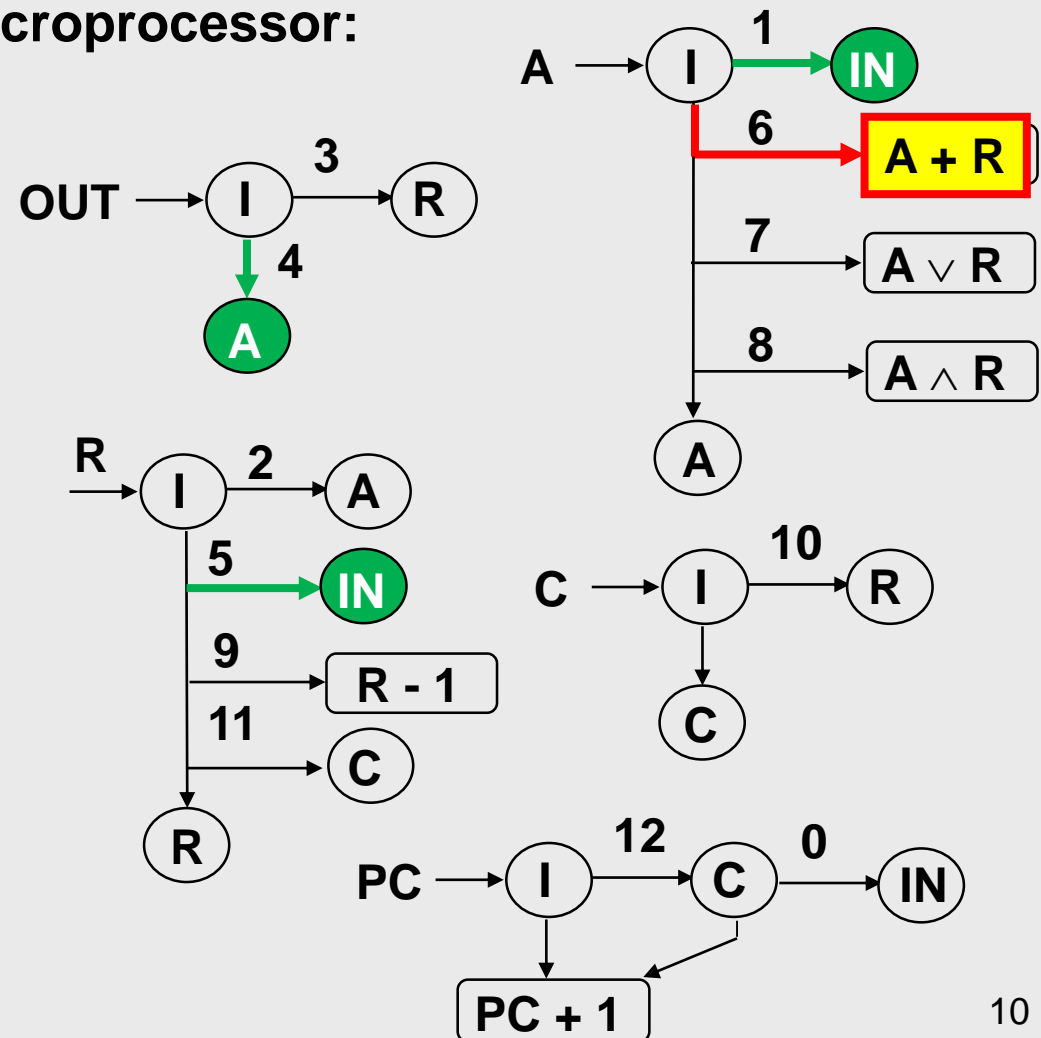 croprocessor:
A
I
1
IN
6
A + R
7
A ∨ R
8
A ∧ R
A
OUT
I
3
R
4
A
R
I
2
A
5
IN
9
R - 1
11
C
R
C
I
10
R
C
PC
I
12
C
0
IN
PC + 1
10